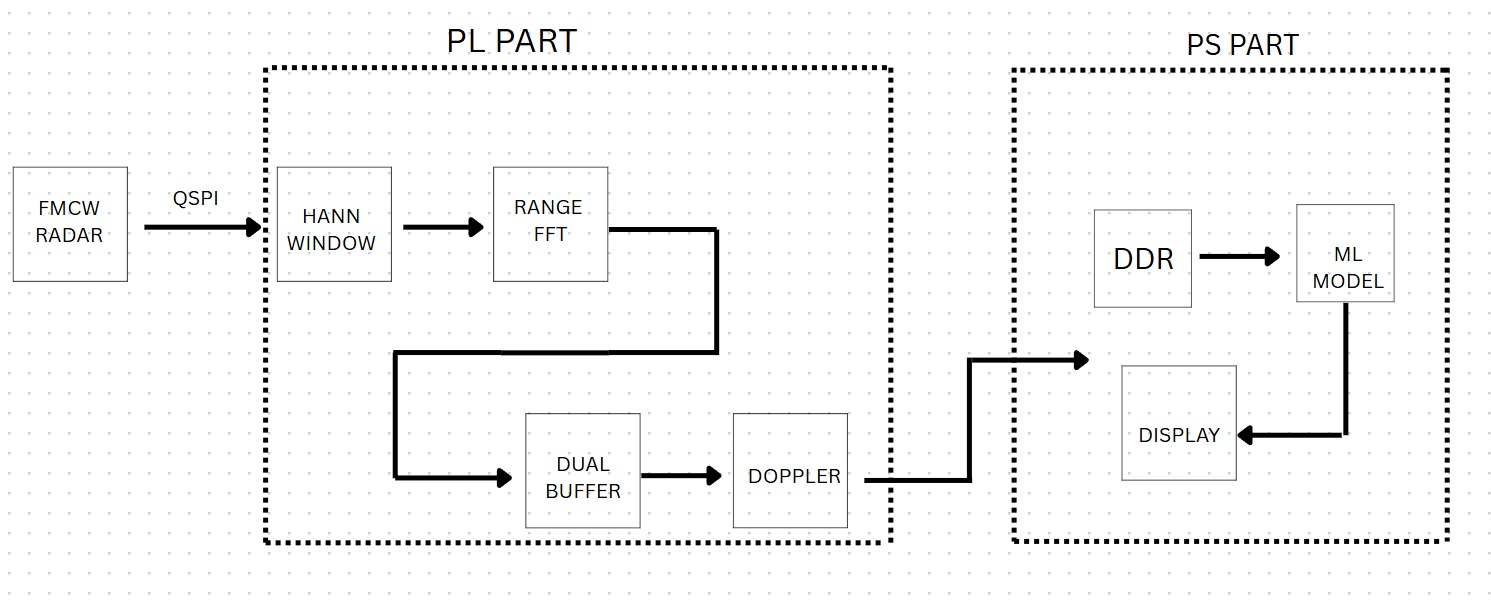 PL PART
PS PART
FMCW
RADAR
QSPI
HANN
WINDOW
RANGE
FFT
DUAL
BUFFER
DOPPLER
DDR
ML
MODEL
DISPLAY